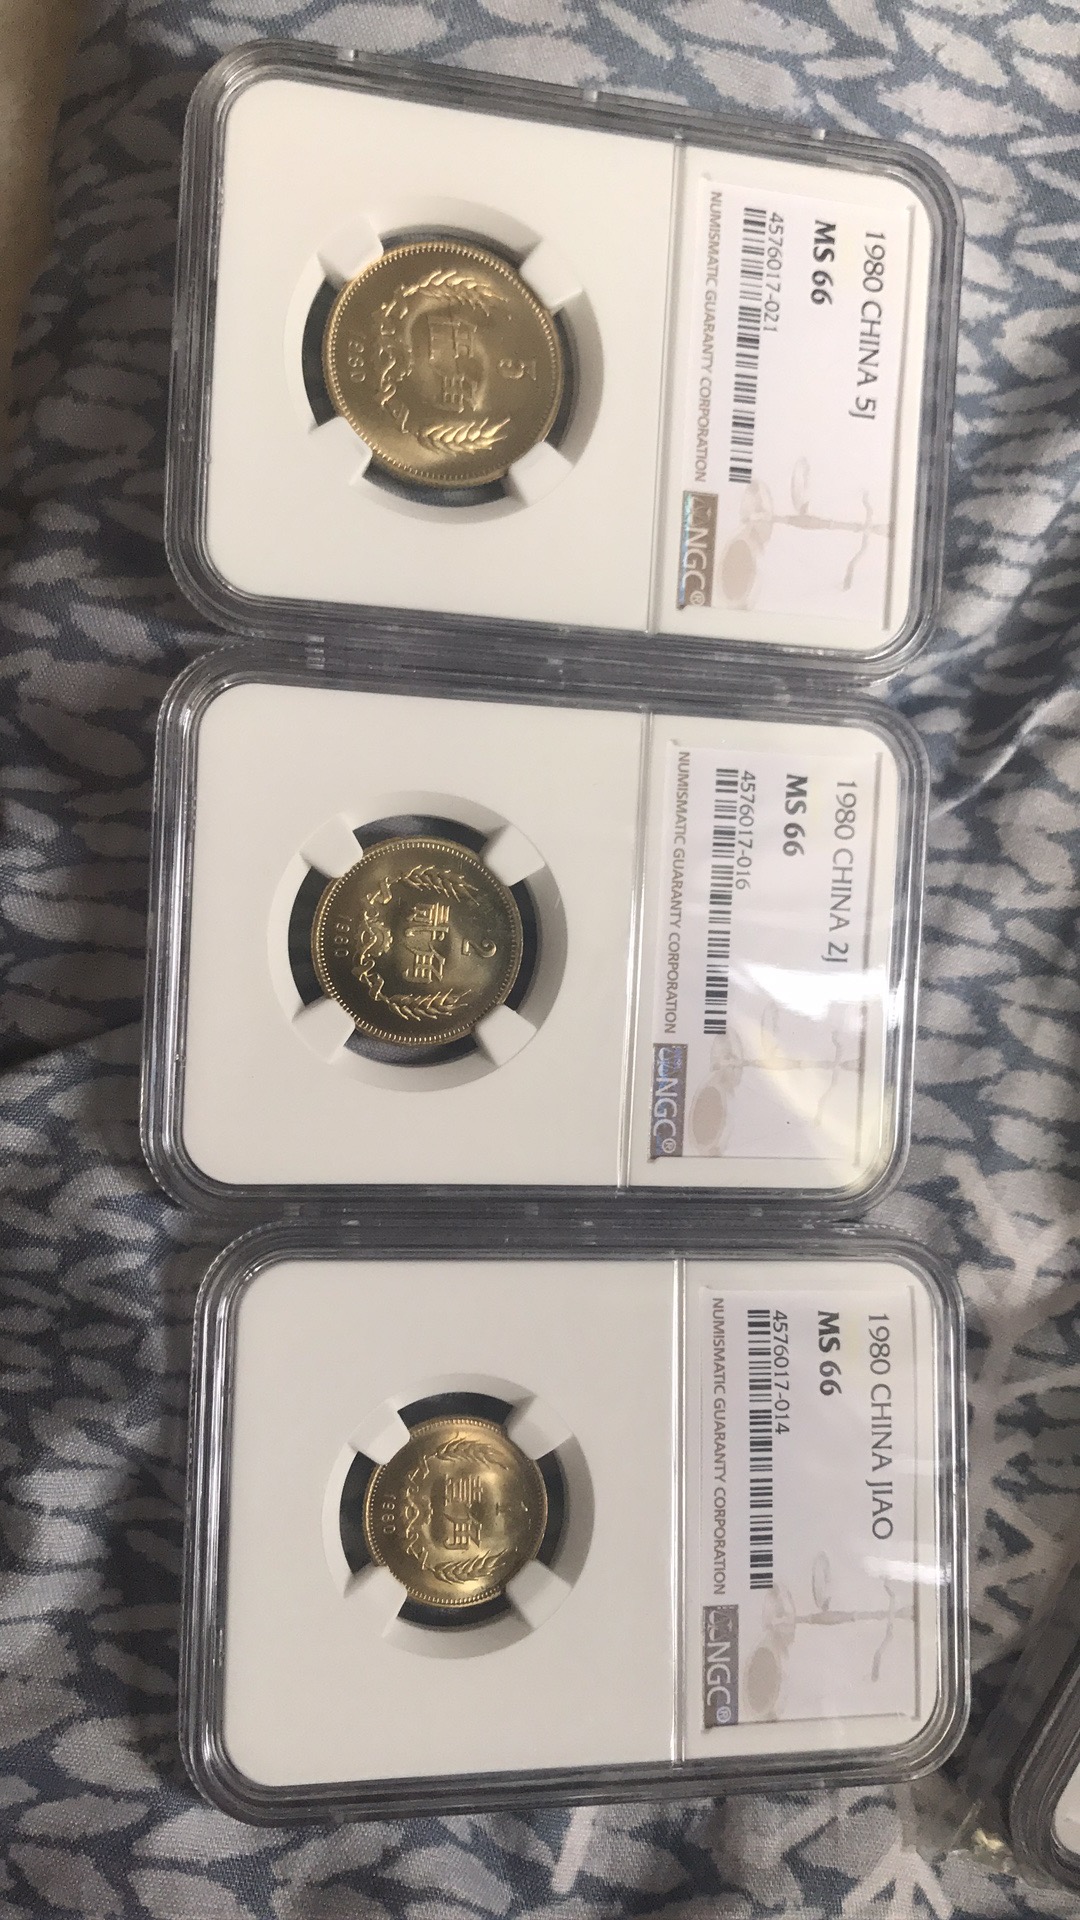 1980 CHINA 5J
MS 66
4576017-021
NUMISMATIC GUARANTY CORPORATION
NGC®
5
伍角
1980
1980 CHINA 2J
MS 66
4576017-016
NUMISMATIC GUARANTY CORPORATION
NGC®
2
贰角
1980
1980 CHINA JIAO
MS 66
4576017-014
NUMISMATIC GUARANTY CORPORATION
NGC®
1
壹角
1980